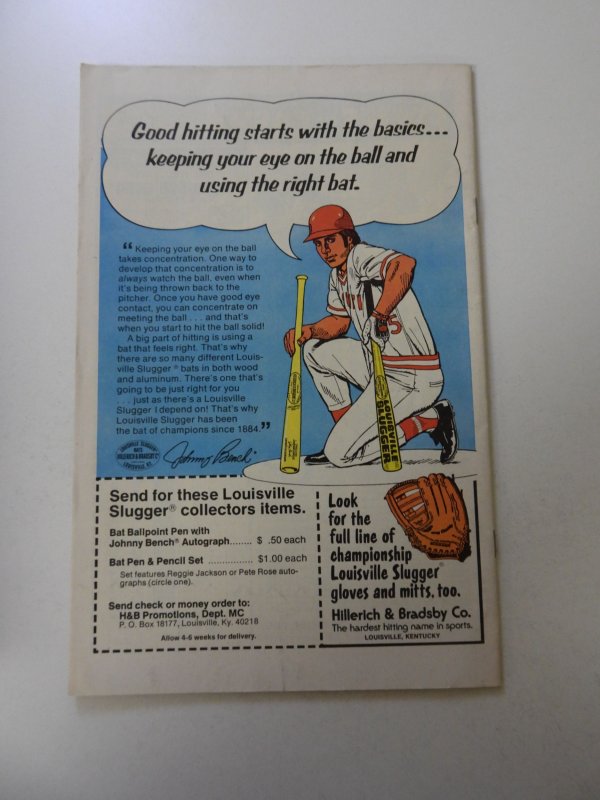 Good hitting starts with the basics...
keeping your eye on the ball and
using the right bat.
“Keeping your eye on the ball
takes concentration. One way to
develop that concentration is to
always watch the ball, even when
it's being thrown back to the
pitcher. Once you have good eye
contact, you can concentrate on
meeting the ball . . . and that's
when you start to hit the ball solid!
A big part of hitting is using a
bat that feels right. That's why
there are so many different Louis-
ville Slugger® bats in both wood
and aluminum. There's one that's
going to be just right for you
. . . just as there's a Louisville
Slugger I depend on! That's why
Louisville Slugger has been
the bat of champions since 1884.”
Johnny Bench
5
LOUISVILLE
SLUGGER
Send for these Louisville
Slugger® collectors items.
Bat Ballpoint Pen with
Johnny Bench® Autograph....... $ .50 each
Bat Pen & Pencil Set ............... $1.00 each
Set features Reggie Jackson or Pete Rose auto-
graphs (circle one).
Send check or money order to:
H&B Promotions, Dept. MC
P. O. Box 18177, Louisville, Ky. 40218
Allow 4-6 weeks for delivery.
Look
for the
full line of
championship
Louisville Slugger®
gloves and mitts, too.
Hillerich & Bradsby Co.
The hardest hitting name in sports.
LOUISVILLE, KENTUCKY